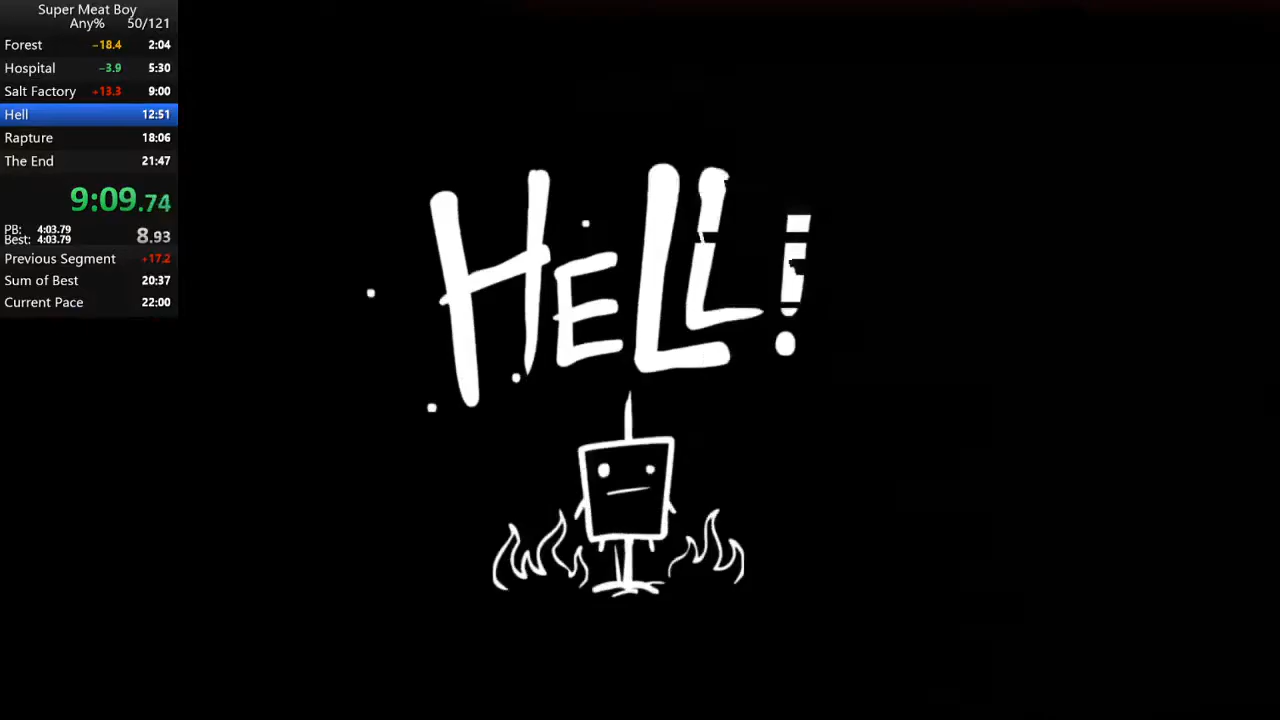 Super Meat Boy
Any% 50/121
Forest −18.4 2:04
Hospital −3.9 5:30
Salt Factory +13.3 9:00
Hell 12:51
Rapture 18:06
The End 21:47
9:09.74
PB: 4:03.79
Best: 4:03.79 8.93
Previous Segment +17.2
Sum of Best 20:37
Current Pace 22:00
HELL!